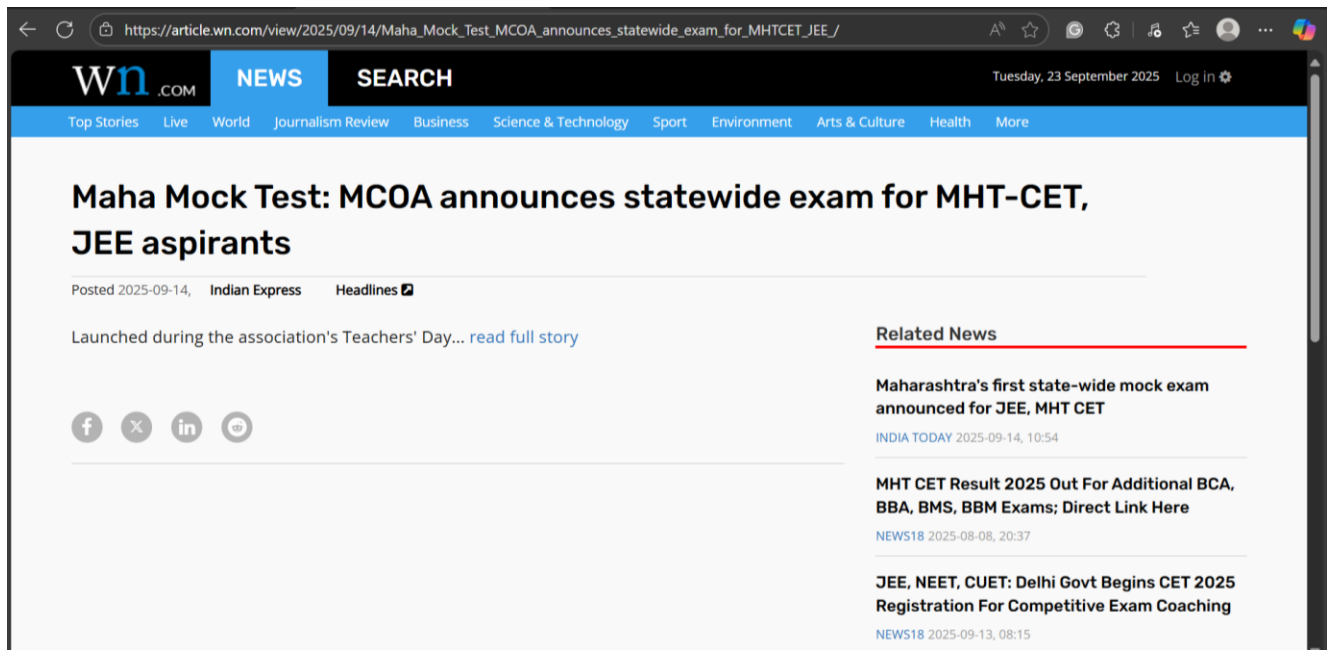 https://article.wn.com/view/2025/09/14/Maha_Mock_Test_MCOA_announces_statewide_exam_for_MHTCET_JEE_/
Wn .COM NEWS SEARCH Tuesday, 23 September 2025 Log in
Top Stories Live World Journalism Review Business Science & Technology Sport Environment Arts & Culture Health More
Maha Mock Test: MCOA announces statewide exam for MHT-CET,
JEE aspirants
Posted 2025-09-14, Indian Express Headlines
Launched during the association's Teachers' Day... read full story
Related News
Maharashtra's first state-wide mock exam
announced for JEE, MHT CET
INDIA TODAY 2025-09-14, 10:54
MHT CET Result 2025 Out For Additional BCA,
BBA, BMS, BBM Exams; Direct Link Here
NEWS18 2025-08-08, 20:37
JEE, NEET, CUET: Delhi Govt Begins CET 2025
Registration For Competitive Exam Coaching
NEWS18 2025-09-13, 08:15